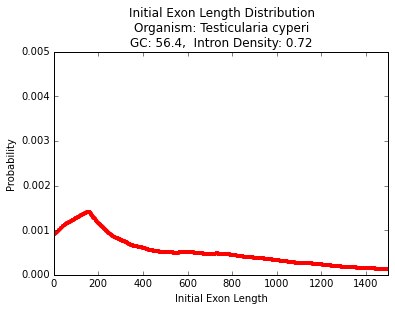 Initial Exon Length Distribution
Organism: Testicularia cyperi
GC: 56.4,  Intron Density: 0.72
0.005
0.004
0.003
0.002
0.001
0.000
Probability
0 200 400 600 800 1000 1200 1400
Initial Exon Length